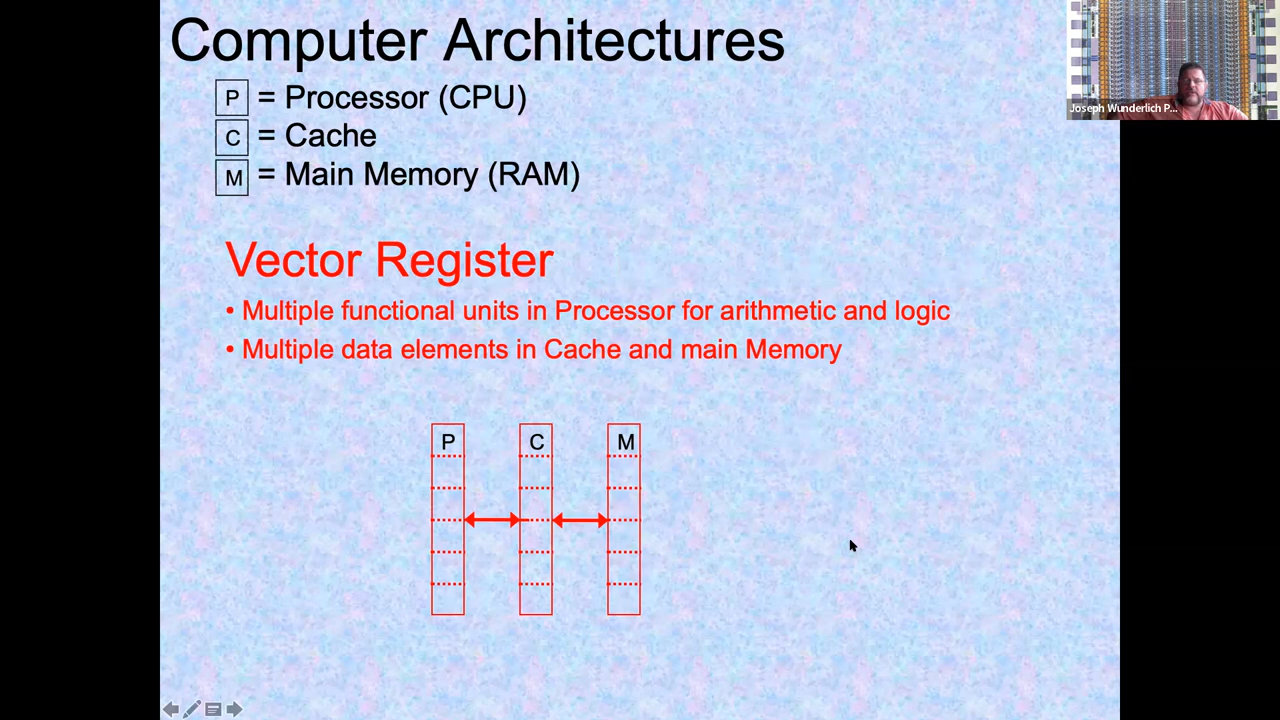 Computer Architectures
P = Processor (CPU)
C = Cache
M = Main Memory (RAM)
Vector Register
• Multiple functional units in Processor for arithmetic and logic
• Multiple data elements in Cache and main Memory
P C M
Joseph Wunderlich P...